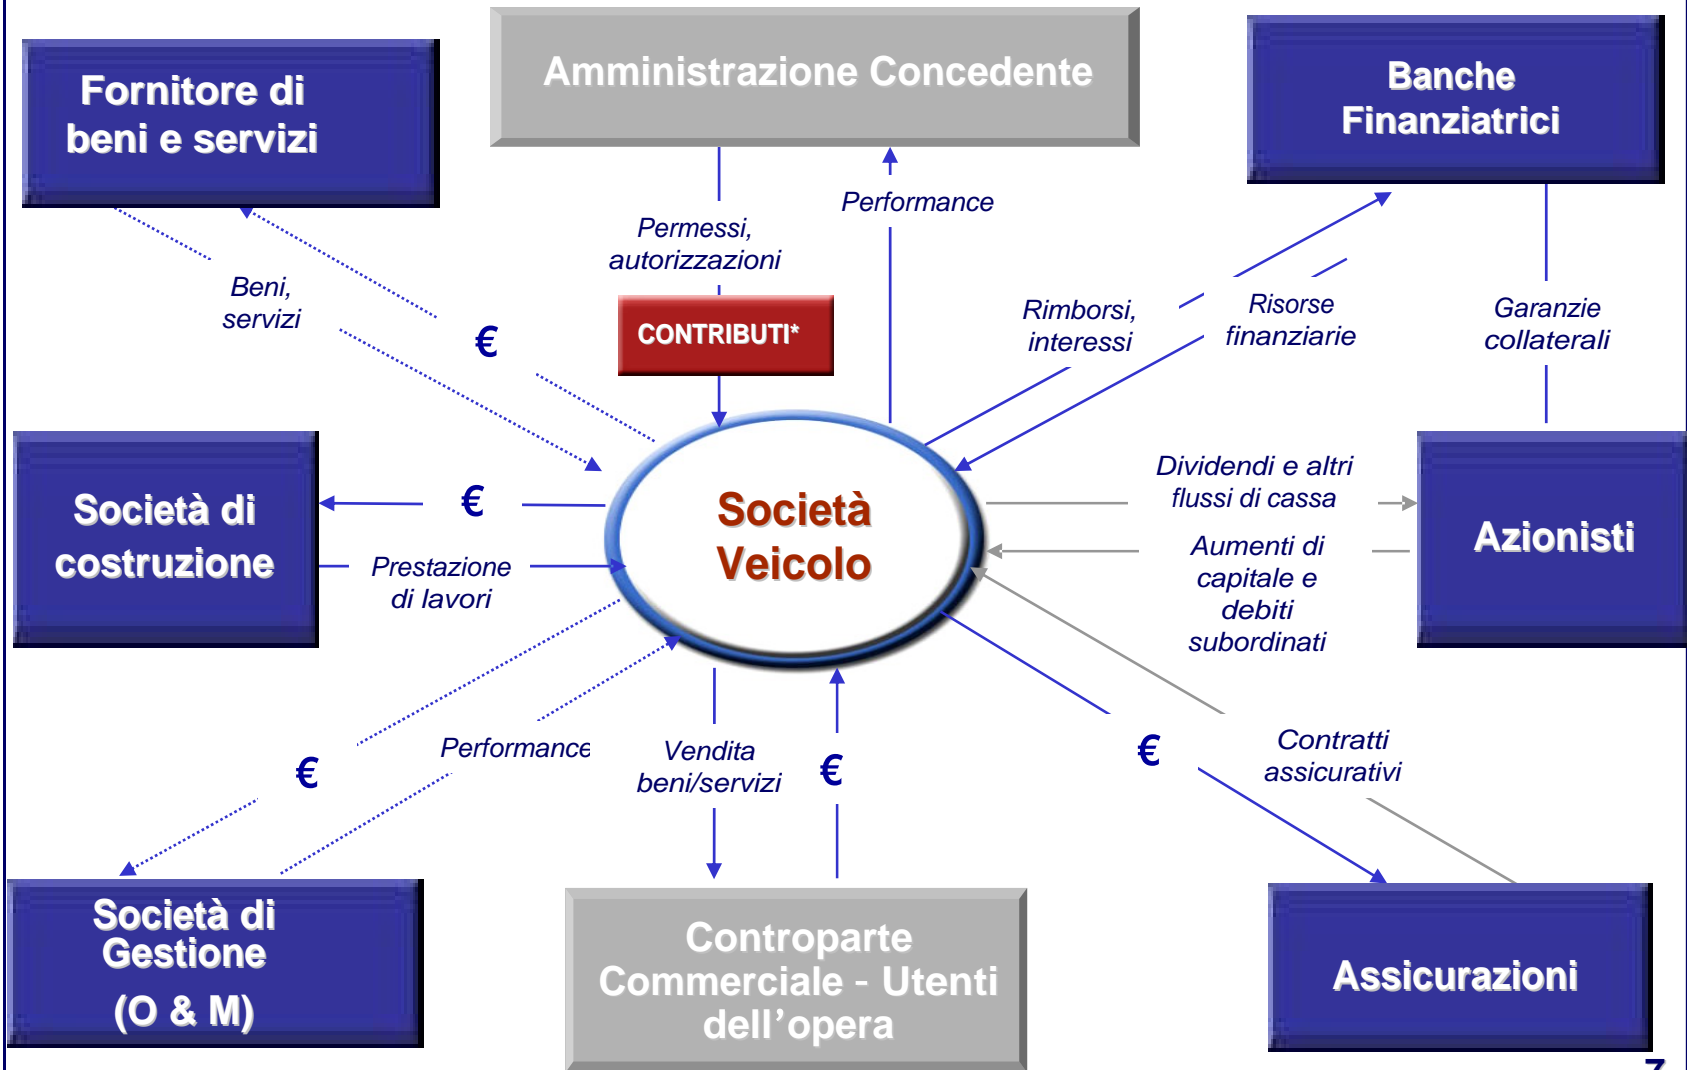 Fornitore di
beni e servizi
Amministrazione Concedente
Banche
Finanziatrici
Permessi,
autorizzazioni
Performance
CONTRIBUTI*
Beni,
servizi
€
Rimborsi,
interessi
Risorse
finanziarie
Garanzie
collaterali
Società di
costruzione
€
Prestazione
di lavori
Società
Veicolo
Dividendi e altri
flussi di cassa
Aumenti di
capitale e
debiti
subordinati
Azionisti
€
Performance
Vendita
beni/servizi
€
€
Contratti
assicurativi
Società di
Gestione
(O & M)
Controparte
Commerciale - Utenti
dell’opera
Assicurazioni